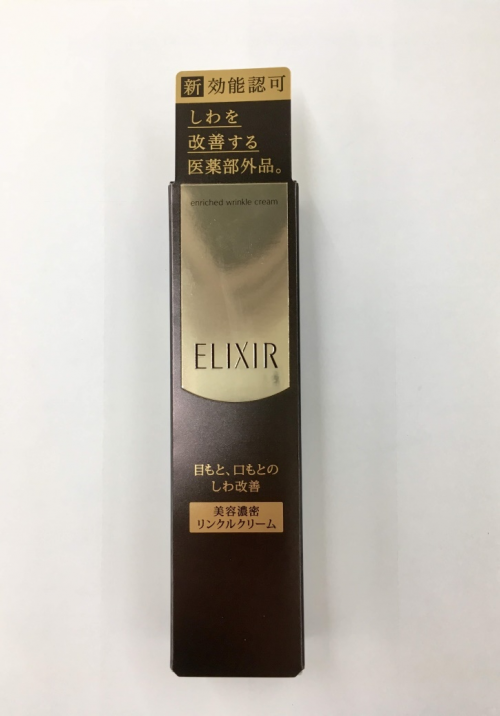 新 効能認可
しわを
改善する
医薬部外品。
enriched wrinkle cream
ELIXIR
目もと、口もとの
しわ改善
美容濃密
リンクルクリーム